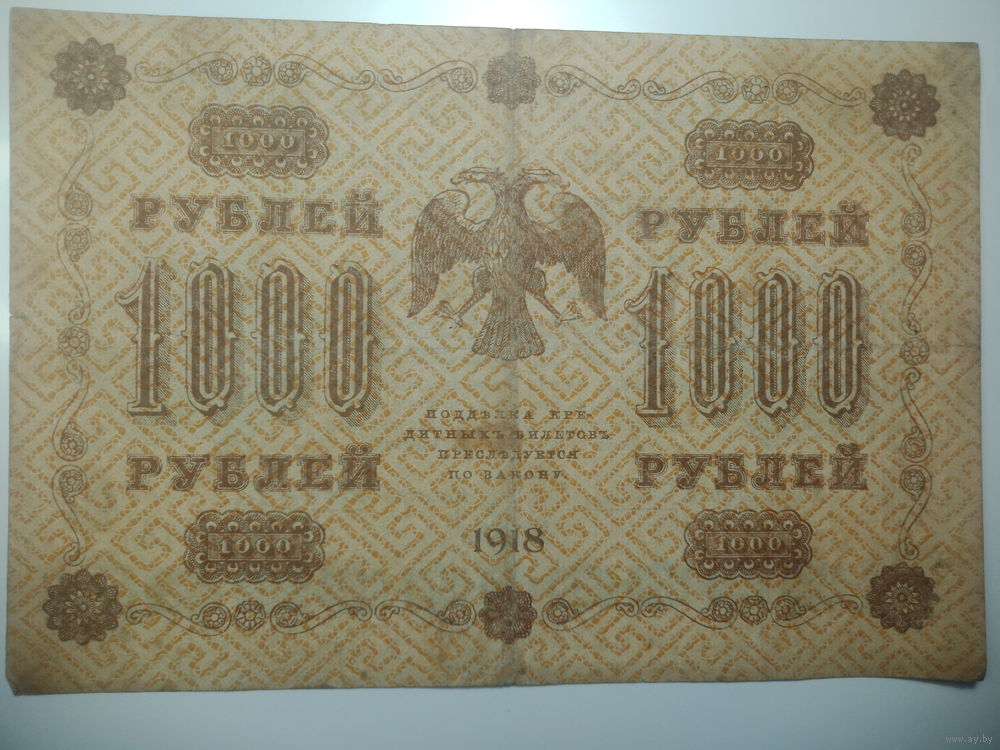 1000 1000
РУБЛЕЙ РУБЛЕЙ
1000 1000
ПОДДѢЛКА КРЕ-
ДИТНЫХЪ БИЛЕТОВЪ
ПРЕСЛѢДУЕТСЯ
ПО ЗАКОНУ.
РУБЛЕЙ РУБЛЕЙ
1000 1918 1000
www.ay.by